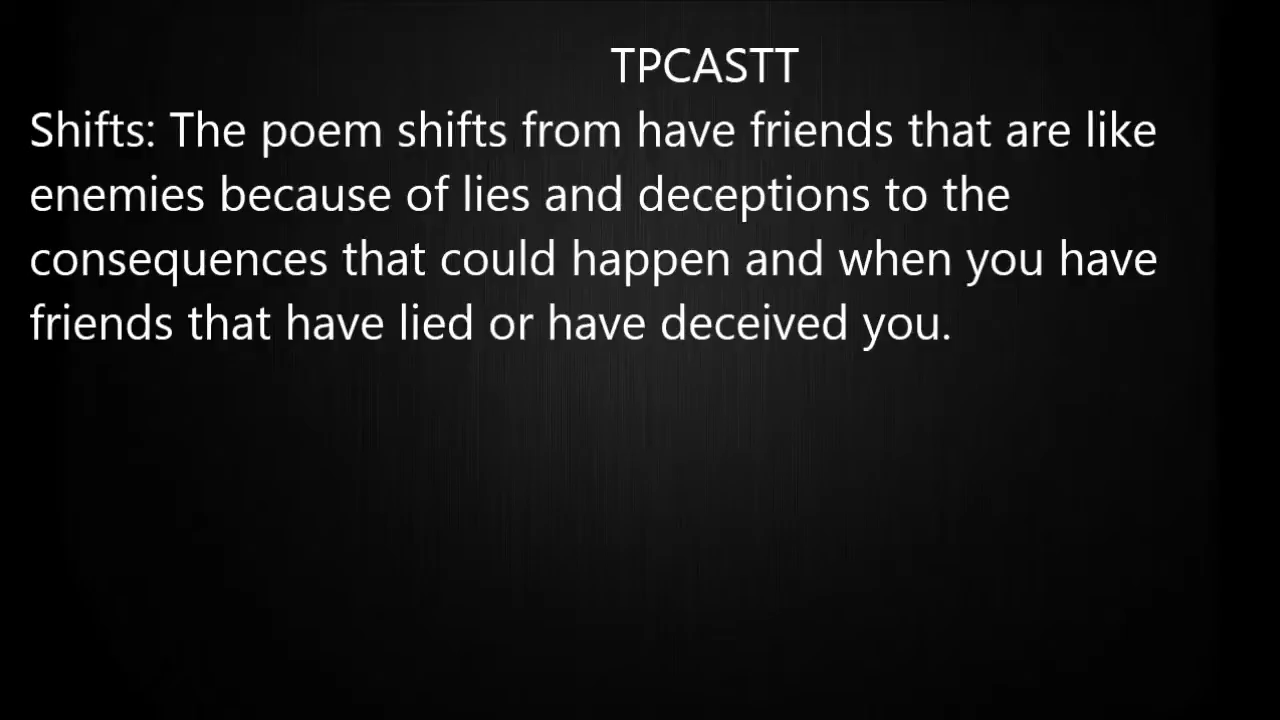 TPCASTT
Shifts: The poem shifts from have friends that are like
enemies because of lies and deceptions to the
consequences that could happen and when you have
friends that have lied or have deceived you.